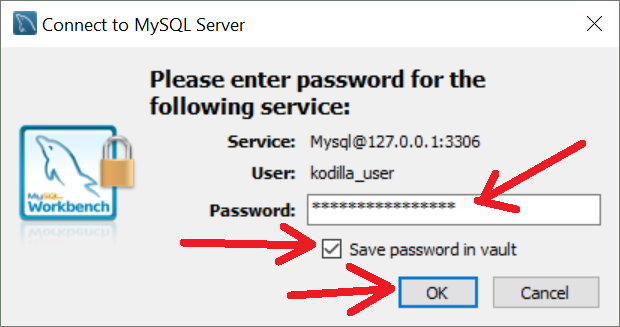 Connect to MySQL Server
Please enter password for the
following service:
Service: Mysql@127.0.0.1:3306
User: kodilla_user
MySQL
Workbench
Password: ****************
Save password in vault
OK Cancel